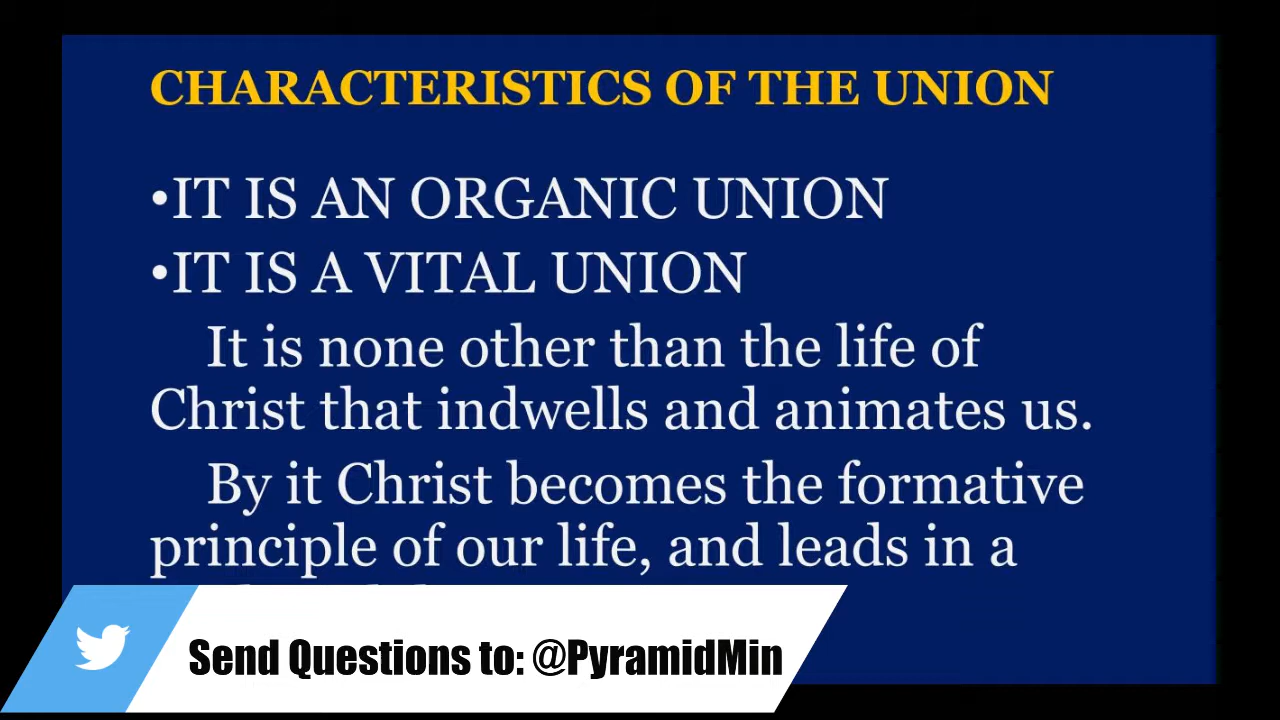 CHARACTERISTICS OF THE UNION
•IT IS AN ORGANIC UNION
•IT IS A VITAL UNION
It is none other than the life of
Christ that indwells and animates us.
By it Christ becomes the formative
principle of our life, and leads in a
Send Questions to: @PyramidMin